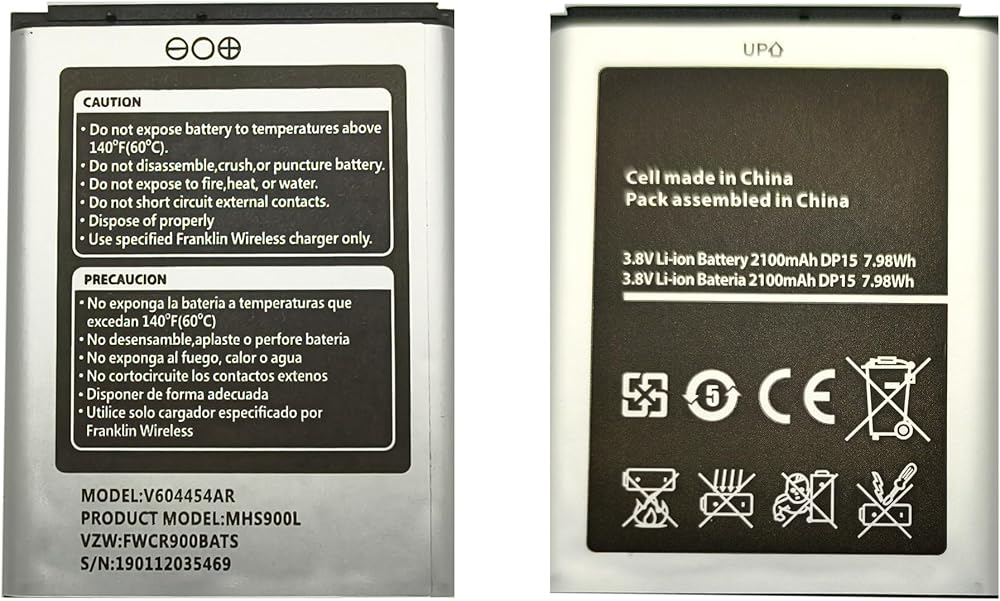 CAUTION
• Do not expose battery to temperatures above
140°F(60°C).
• Do not disassemble,crush,or puncture battery.
• Do not expose to fire,heat, or water.
• Do not short circuit external contacts.
• Dispose of properly
• Use specified Franklin Wireless charger only.
PRECAUCION
• No exponga la bateria a temperaturas que
excedan 140°F(60°C)
• No desensamble,aplaste o perfore bateria
• No exponga al fuego, calor o agua
• No cortocircuite los contactos extenos
• Disponer de forma adecuada
• Utilice solo cargador especificado por
Franklin Wireless
MODEL:V604454AR
PRODUCT MODEL:MHS900L
VZW:FWCR900BATS
S/N:190112035469
UP
Cell made in China
Pack assembled in China
3.8V Li-ion Battery 2100mAh DP15 7.98Wh
3.8V Li-ion Bateria 2100mAh DP15 7.98Wh
5 CE